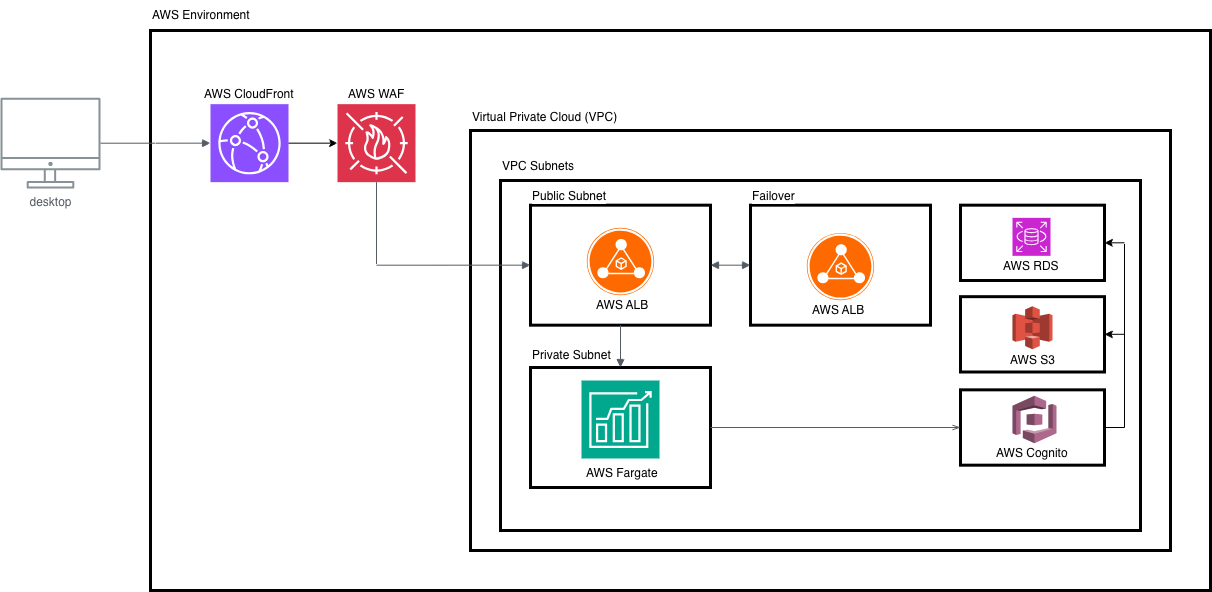 AWS Environment
AWS CloudFront
AWS WAF
desktop
Virtual Private Cloud (VPC)
VPC Subnets
Public Subnet
Failover
AWS ALB
AWS ALB
AWS RDS
AWS S3
Private Subnet
AWS Fargate
AWS Cognito